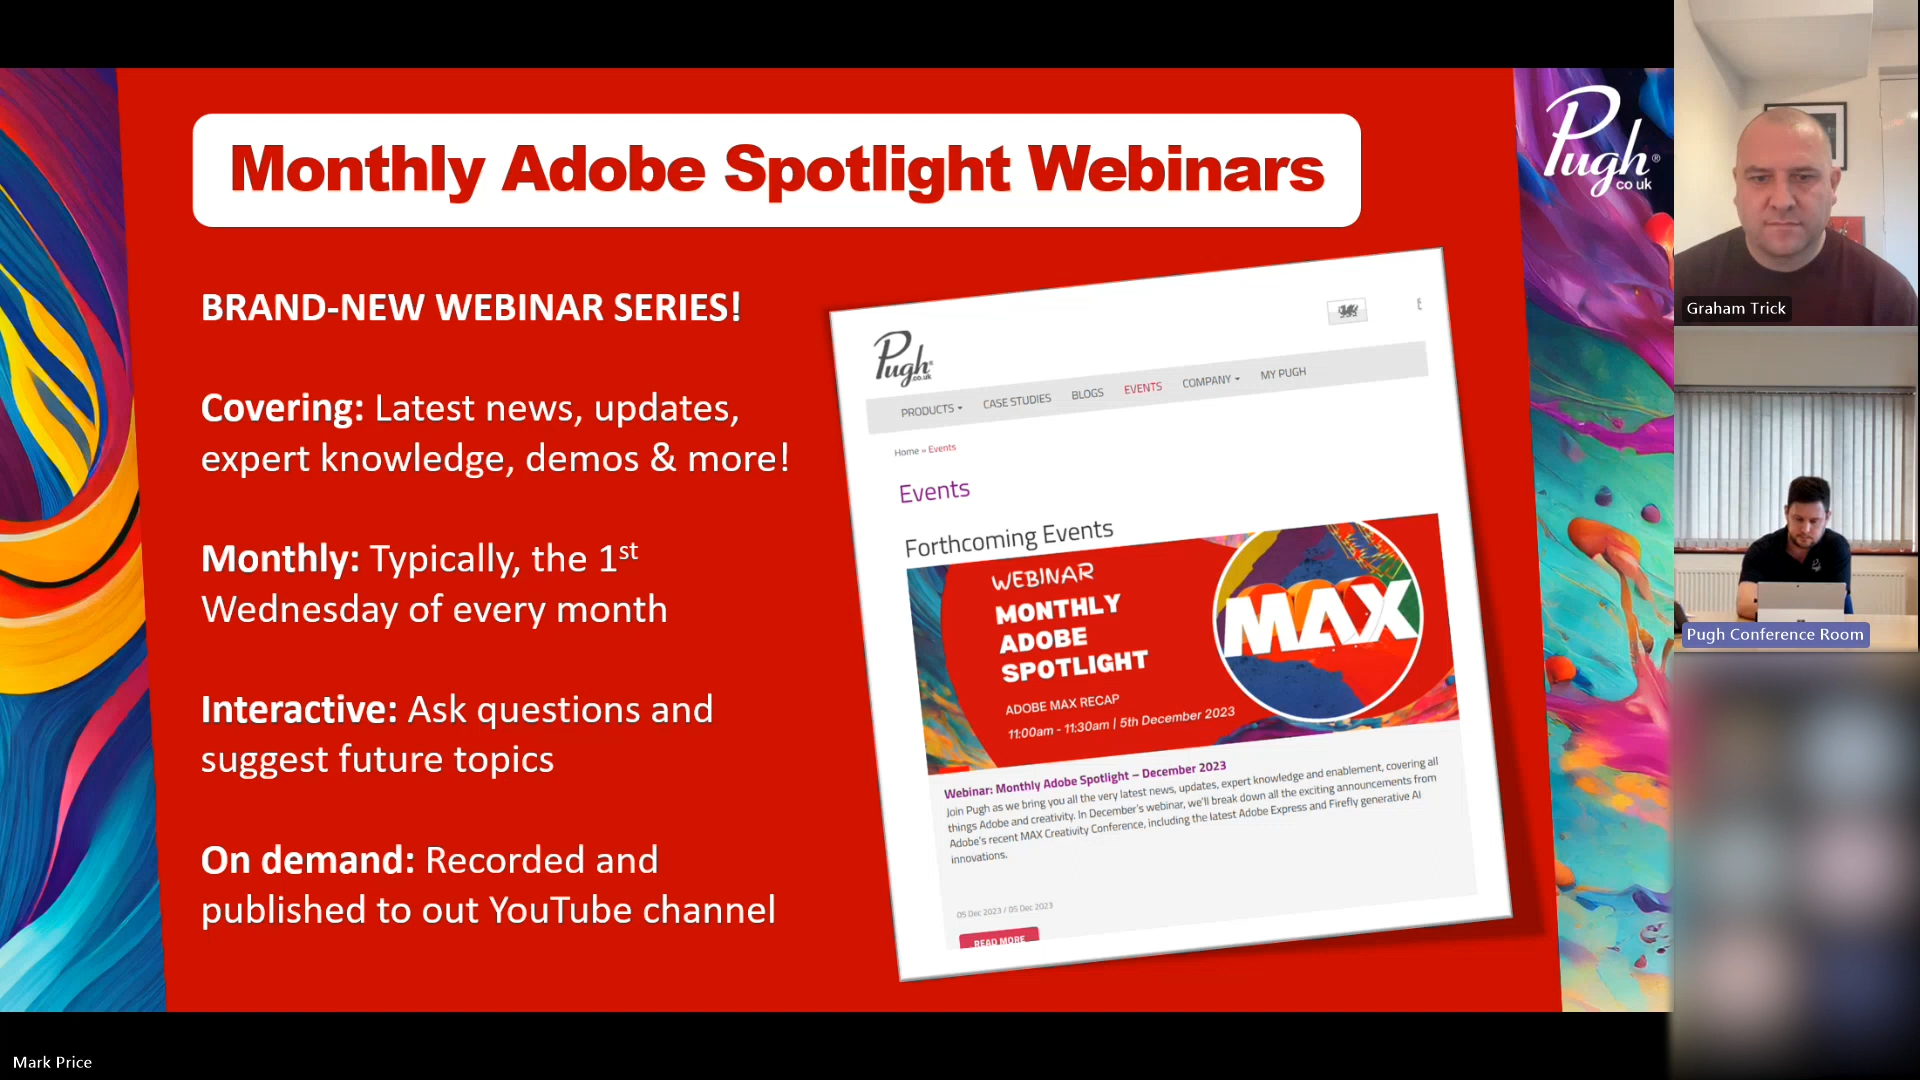 Monthly Adobe Spotlight Webinars
Pugh®
co uk
BRAND-NEW WEBINAR SERIES!
Covering: Latest news, updates,
expert knowledge, demos & more!
Monthly: Typically, the 1st
Wednesday of every month
Interactive: Ask questions and
suggest future topics
On demand: Recorded and
published to out YouTube channel
Pugh®
co.uk
PRODUCTS
CASE STUDIES
BLOGS
EVENTS
COMPANY
MY PUGH
Home » Events
Events
Forthcoming Events
WEBINAR
MONTHLY
ADOBE
SPOTLIGHT
ADOBE MAX RECAP
11:00am - 11:30am | 5th December 2023
MAX
Webinar: Monthly Adobe Spotlight – December 2023
Join Pugh as we bring you all the very latest news, updates, expert knowledge and enablement, covering all
things Adobe and creativity. In December's webinar, we'll break down all the exciting announcements from
Adobe's recent MAX Creativity Conference, including the latest Adobe Express and Firefly generative AI
innovations.
05 Dec 2023 / 05 Dec 2023
READ MORE
Graham Trick
Pugh Conference Room
Mark Price